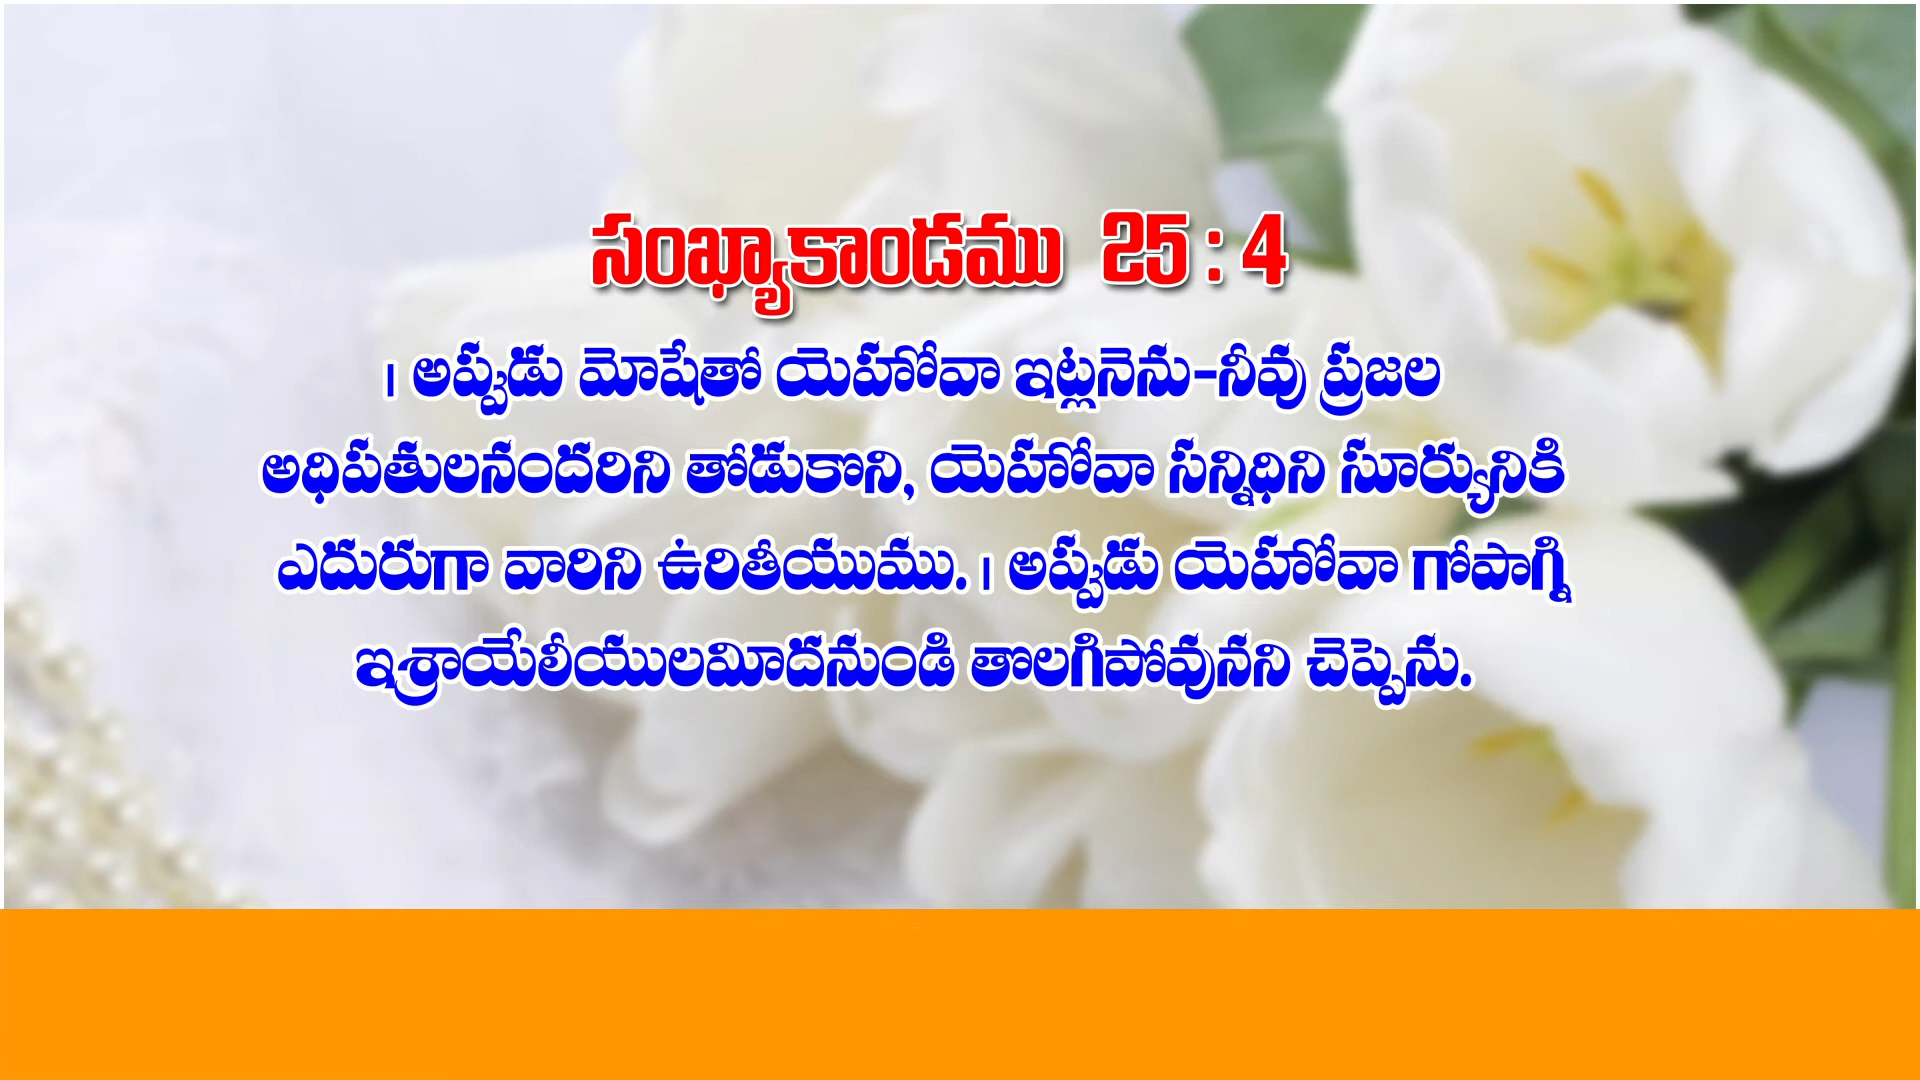 సంఖ్యాకాండము 25 : 4
। అప్పుడు మోషేతో యెహోవా ఇట్లనెను-నీవు ప్రజల
అధిపతులనందరిని తోడుకొని, యెహోవా సన్నిధిని సూర్యునికి
ఎదురుగా వారిని ఉరితీయుము. । అప్పుడు యెహోవా గోపాగ్ని
ఇశ్రాయేలీయులమీదనుండి తొలగిపోవునని చెప్పెను.